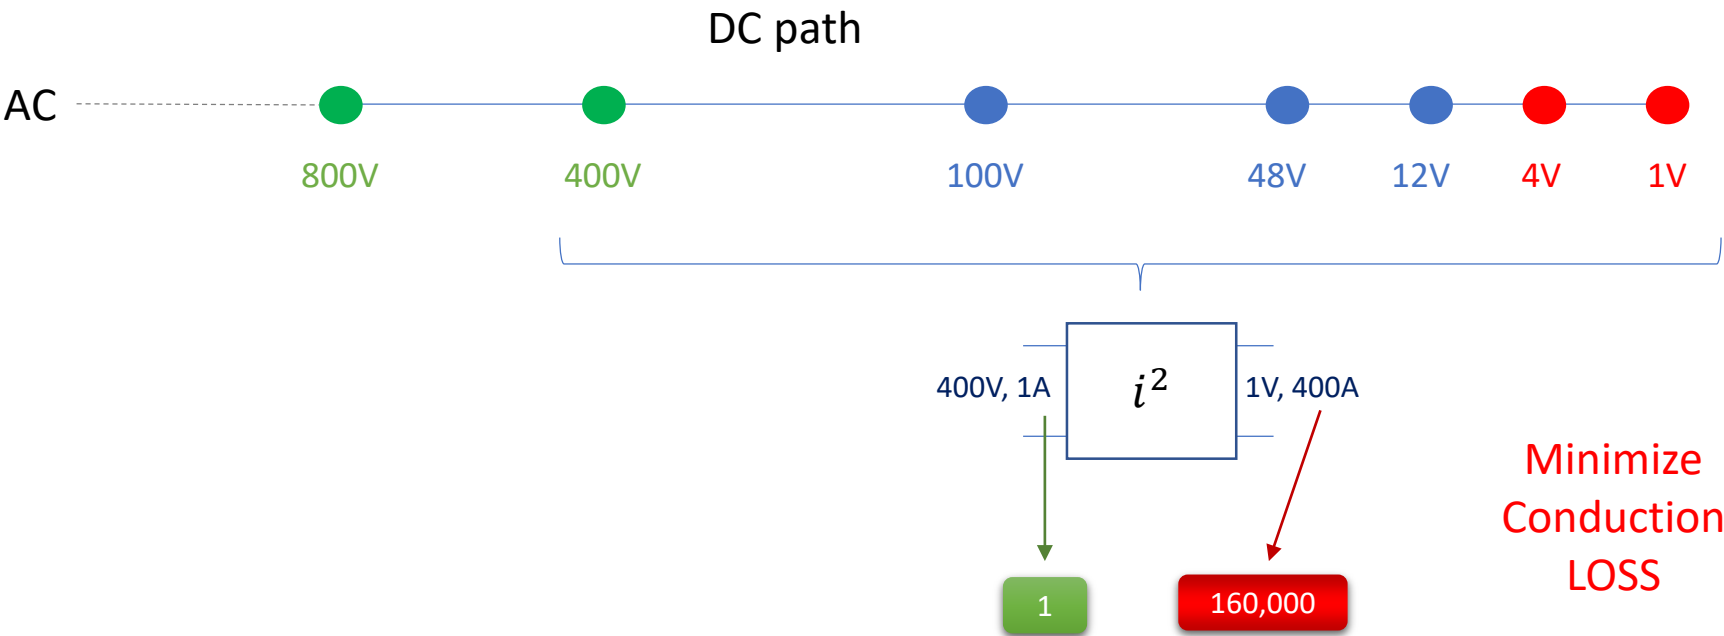 DC path
AC
800V
400V
100V
48V
12V
4V
1V
400V, 1A
i²
1V, 400A
Minimize
Conduction
LOSS
1
160,000